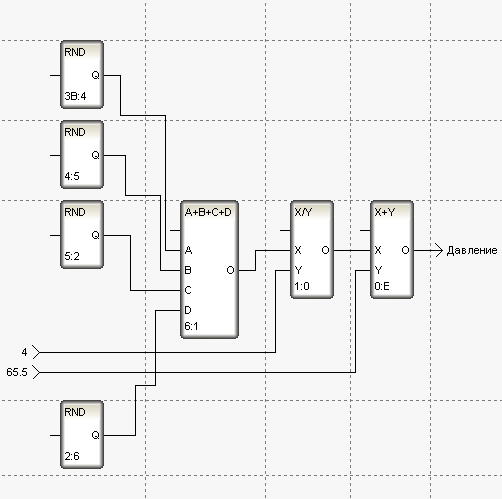 RND
Q
3B:4
RND
Q
4:5
RND
Q
5:2
A+B+C+D
A
B
O
C
D
6:1
X/Y
X O
Y
1:0
X+Y
X O
Y
0:E
Давление
4
65.5
RND
Q
2:6